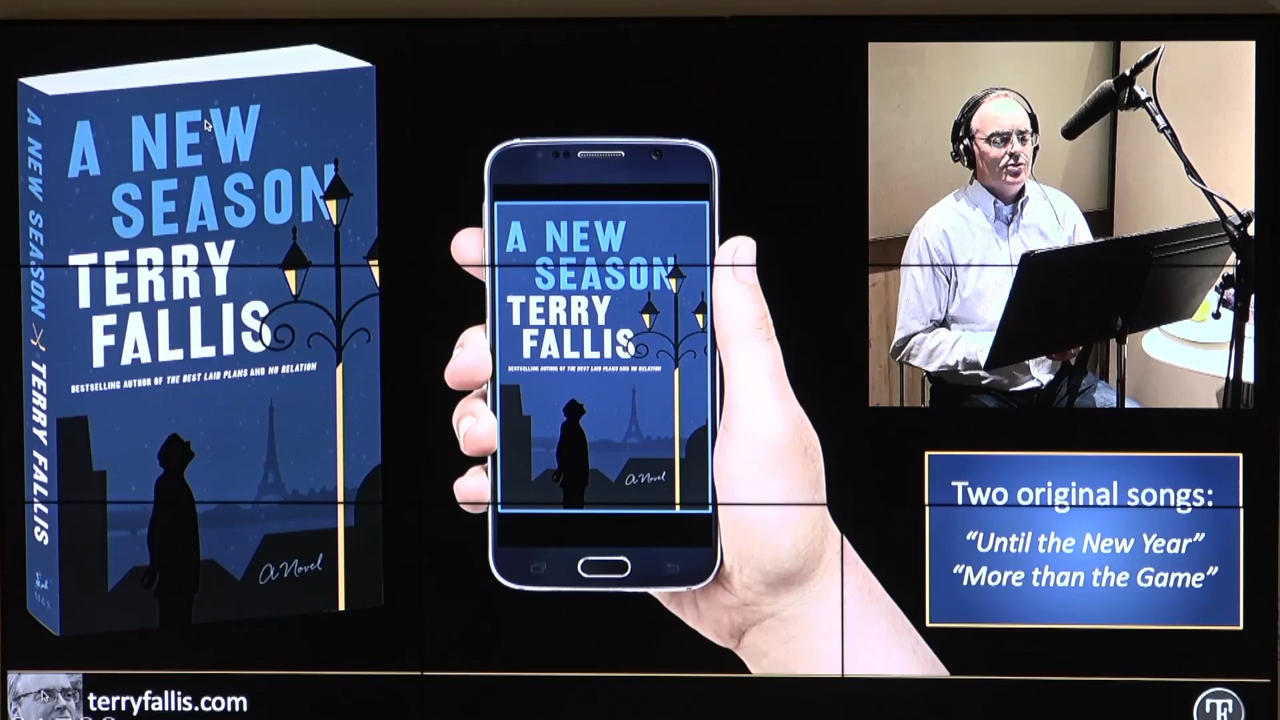 A NEW SEASON TERRY FALLIS
A NEW
SEASON
TERRY
FALLIS
BESTSELLING AUTHOR OF THE BEST LAID PLANS AND NO RELATION
a Novel
A NEW
SEASON
TERRY
FALLIS
BESTSELLING AUTHOR OF THE BEST LAID PLANS AND NO RELATION
a Novel
Two original songs:
“Until the New Year”
“More than the Game”
terryfallis.com
TF